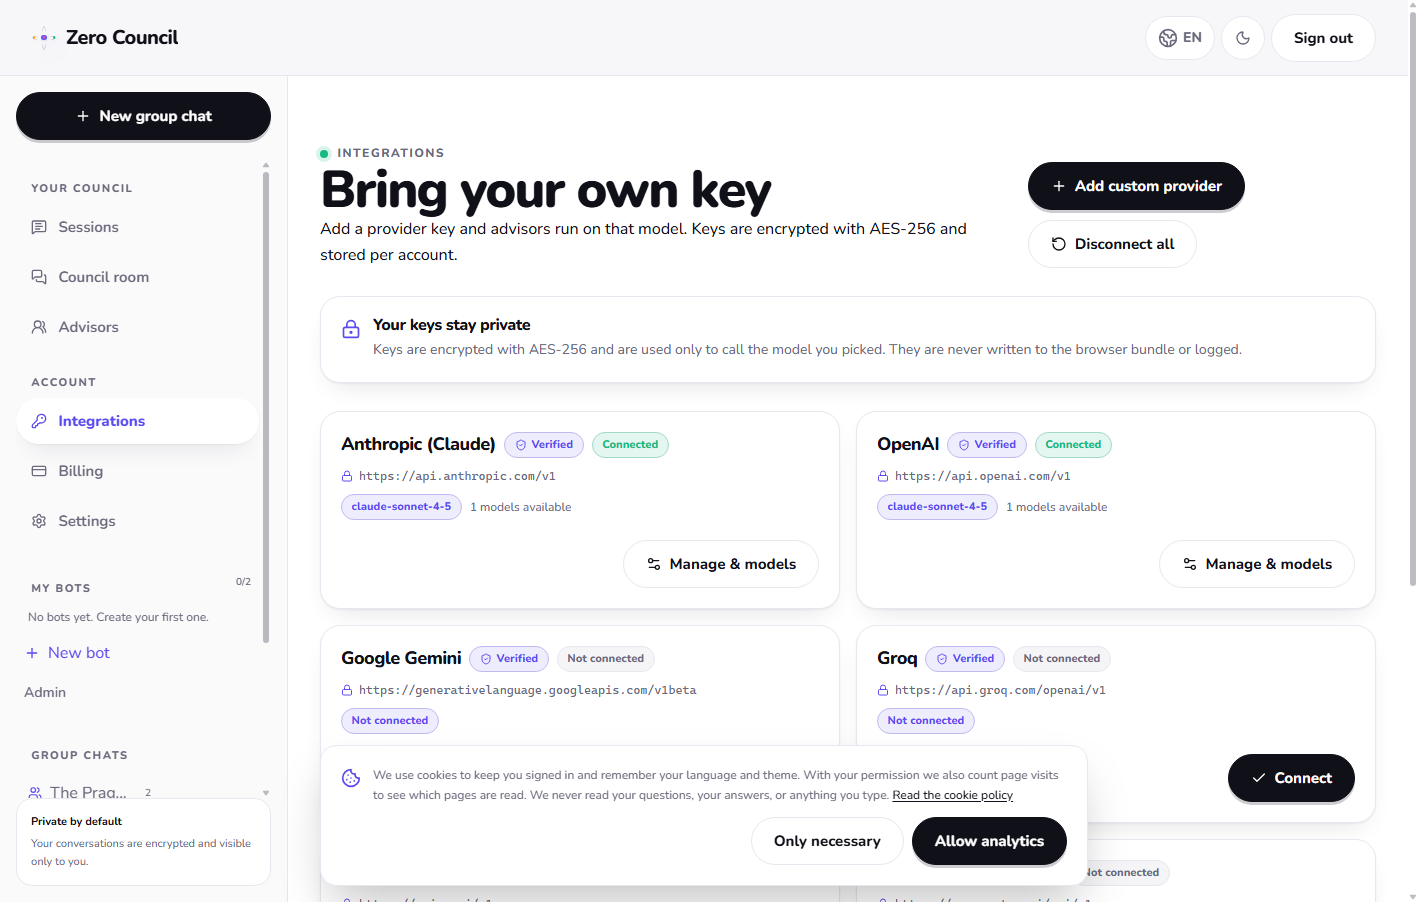 Zero Council
EN
Sign out
New group chat
YOUR COUNCIL
Sessions
Council room
Advisors
ACCOUNT
Integrations
Billing
Settings
MY BOTS
0/2
No bots yet. Create your first one.
New bot
Admin
GROUP CHATS
The Prag...
2
Private by default
Your conversations are encrypted and visible
only to you.
INTEGRATIONS
Bring your own key
Add a provider key and advisors run on that model. Keys are encrypted with AES-256 and
stored per account.
Add custom provider
Disconnect all
Your keys stay private
Keys are encrypted with AES-256 and are used only to call the model you picked. They are never written to the browser bundle or logged.
Anthropic (Claude) Verified Connected
https://api.anthropic.com/v1
claude-sonnet-4-5 1 models available
Manage & models
OpenAI Verified Connected
https://api.openai.com/v1
claude-sonnet-4-5 1 models available
Manage & models
Google Gemini Verified Not connected
https://generativelanguage.googleapis.com/v1beta
Not connected
Groq Verified Not connected
https://api.groq.com/openai/v1
Not connected
Connect
We use cookies to keep you signed in and remember your language and theme. With your permission we also count page visits
to see which pages are read. We never read your questions, your answers, or anything you type. Read the cookie policy
Only necessary
Allow analytics
Not connected